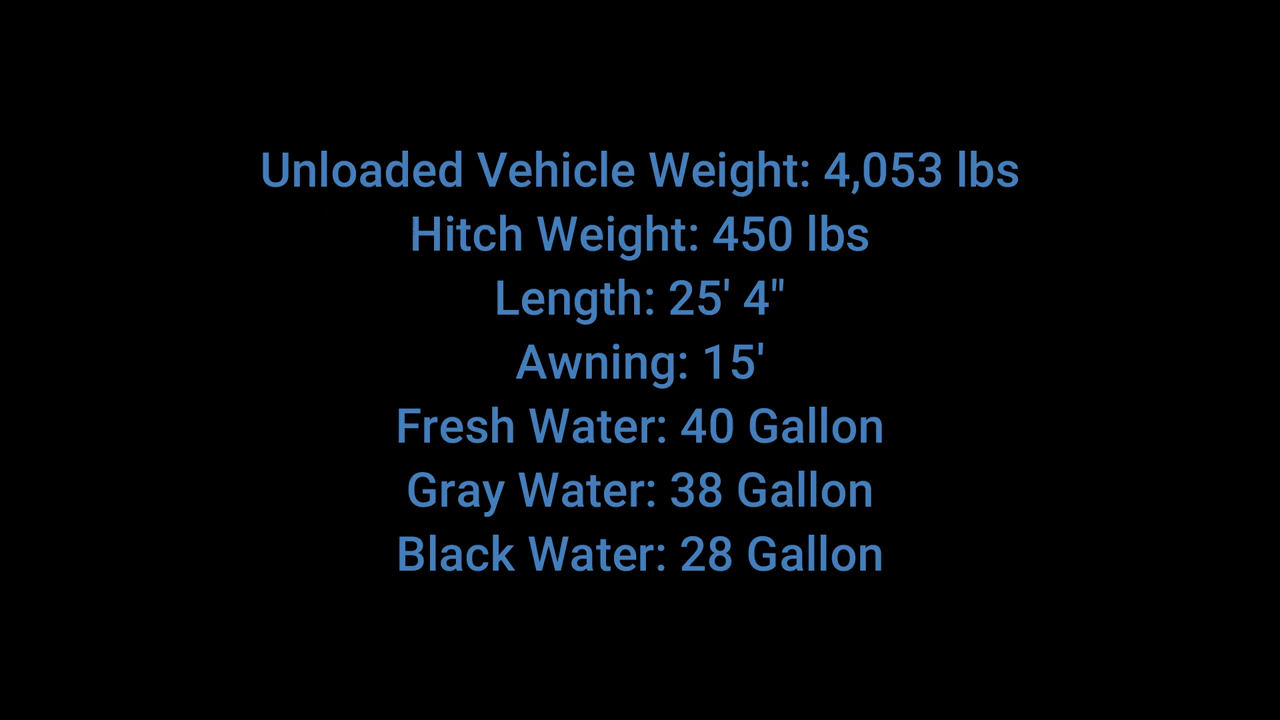 Unloaded Vehicle Weight: 4,053 lbs
Hitch Weight: 450 lbs
Length: 25' 4"
Awning: 15'
Fresh Water: 40 Gallon
Gray Water: 38 Gallon
Black Water: 28 Gallon